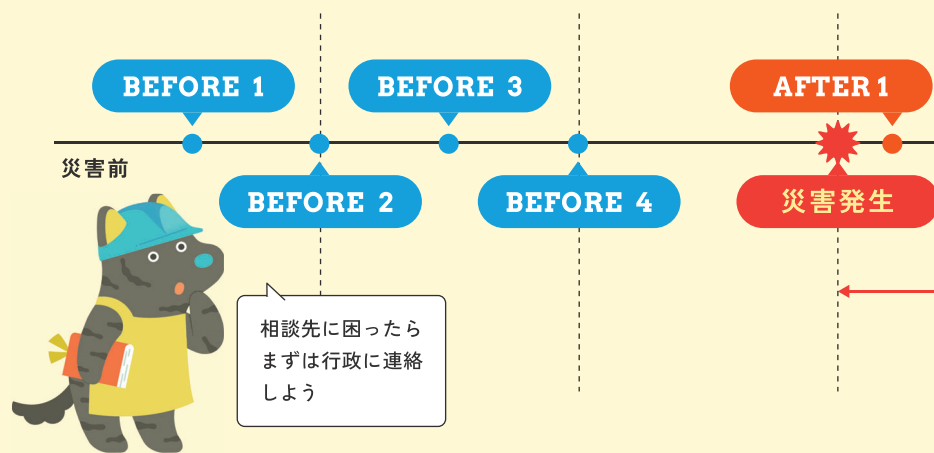 BEFORE 1
BEFORE 3
AFTER 1
災害前
BEFORE 2
BEFORE 4
災害発生
相談先に困ったら
まずは行政に連絡
しよう